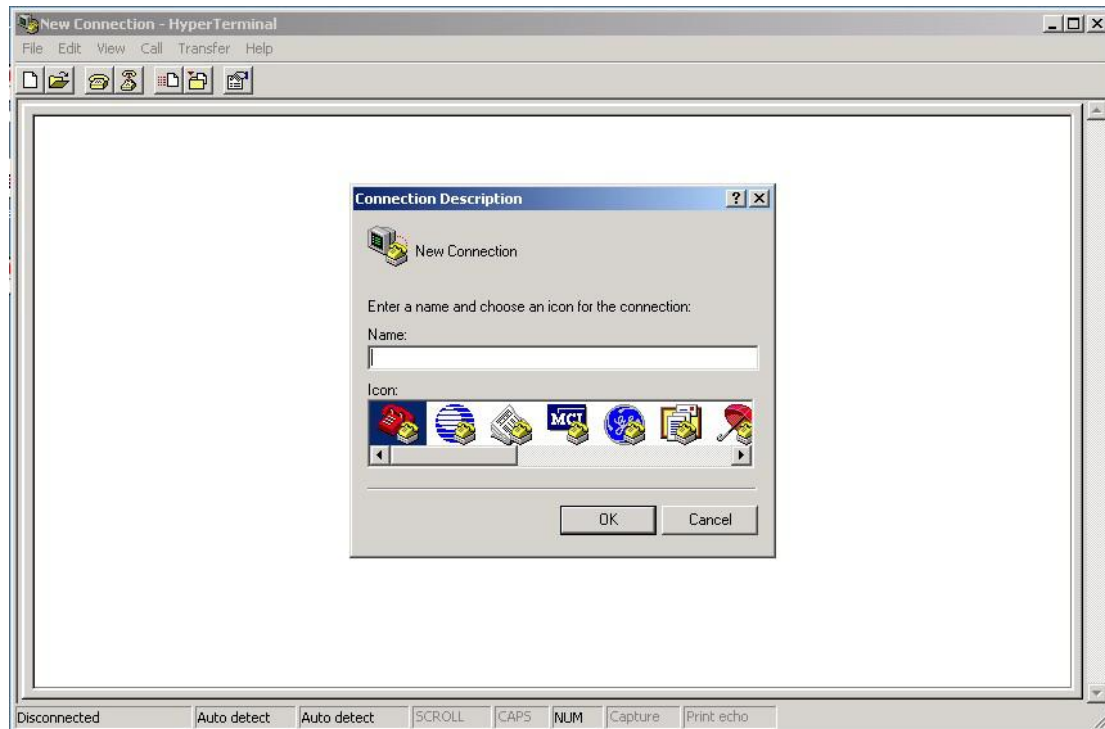 New Connection - HyperTerminal
File Edit View Call Transfer Help
Connection Description
New Connection
Enter a name and choose an icon for the connection:
Name:
Icon:
MCI
OK Cancel
Disconnected Auto detect Auto detect SCROLL CAPS NUM Capture Print echo